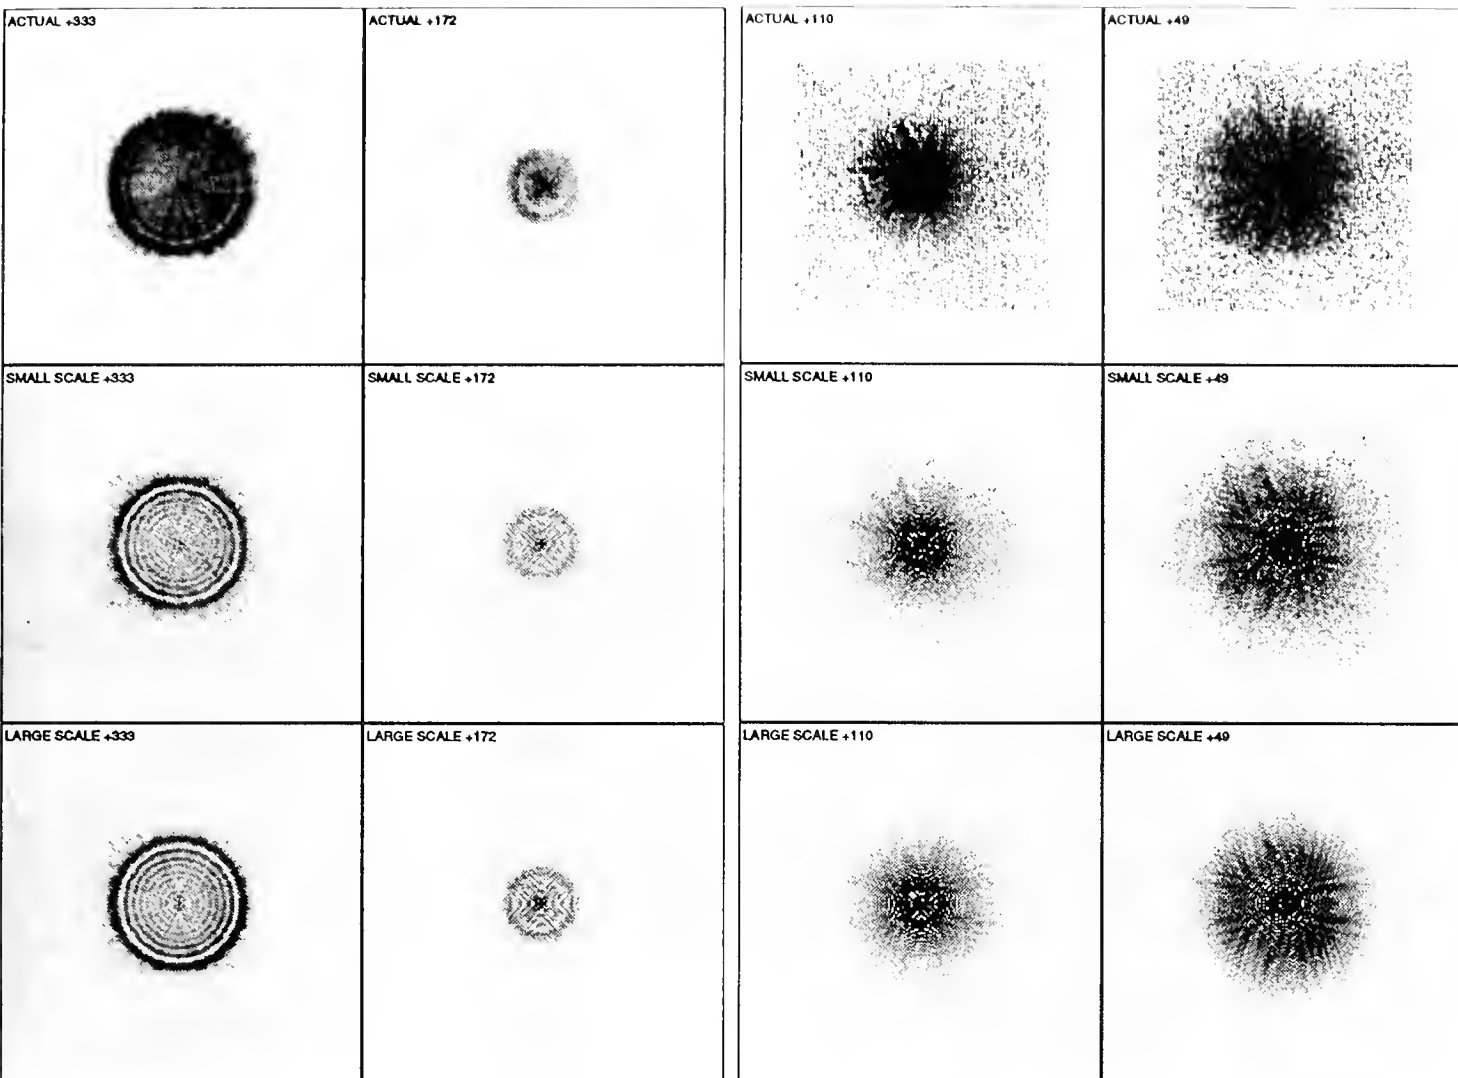 ACTUAL +333
ACTUAL +172
ACTUAL +110
ACTUAL +49
SMALL SCALE +333
SMALL SCALE +172
SMALL SCALE +110
SMALL SCALE +49
LARGE SCALE +333
LARGE SCALE +172
LARGE SCALE +110
LARGE SCALE +49